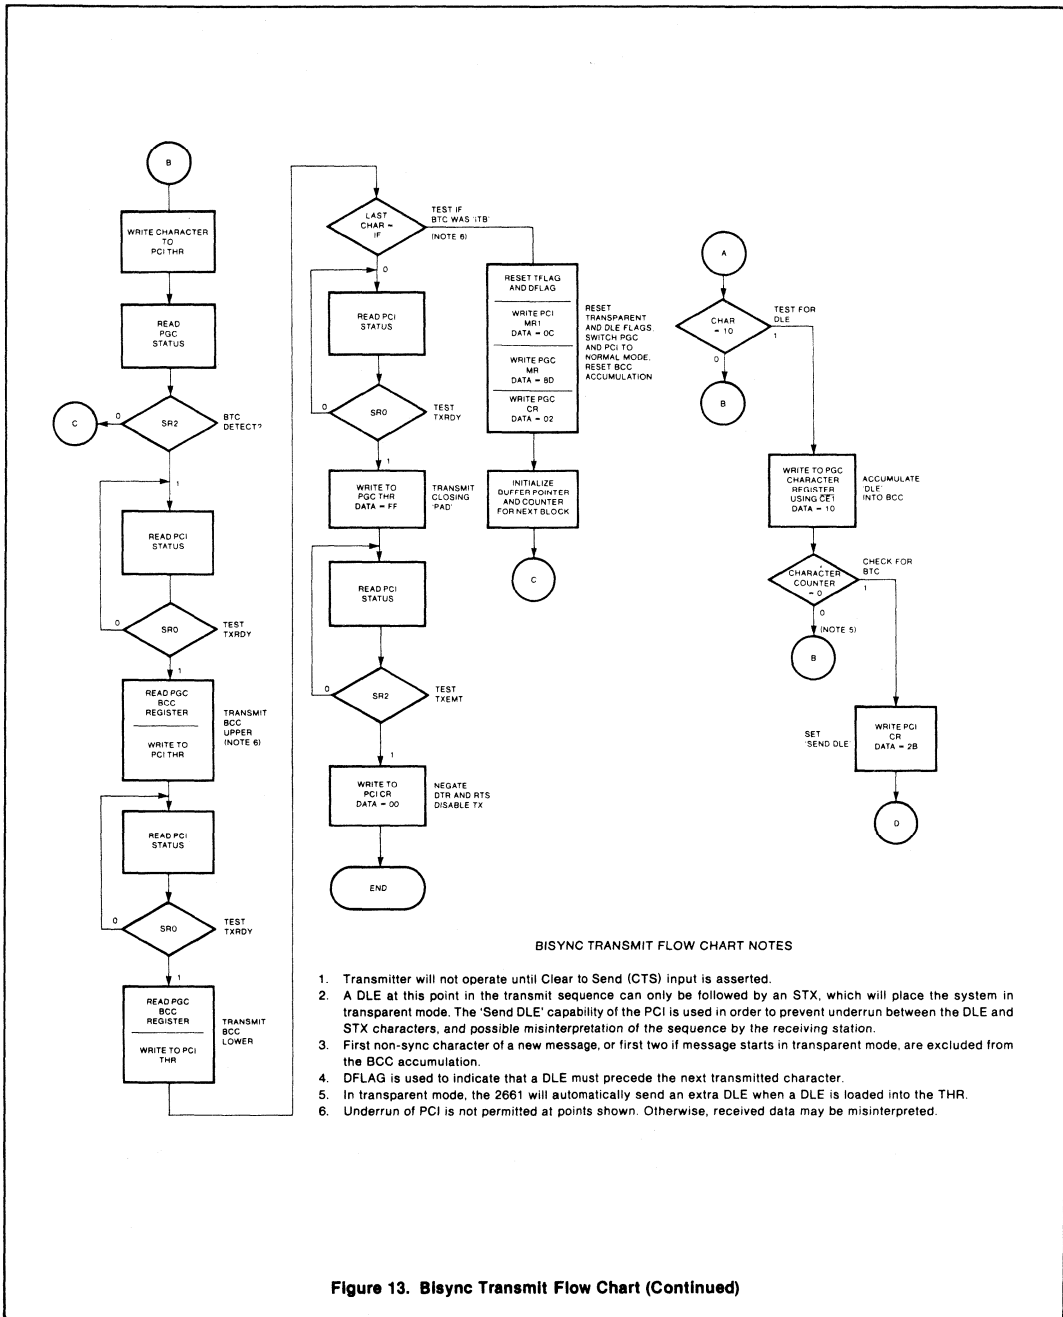 B
WRITE CHARACTER
TO
PCI THR
READ
PGC
STATUS
C
0
SR2
BTC
DETECT?
1
READ PCI
STATUS
0
SR0
TEST
TXRDY
1
READ PGC
BCC
REGISTER
WRITE TO
PCI THR
TRANSMIT
BCC
UPPER
(NOTE 6)
READ PCI
STATUS
0
SR0
TEST
TXRDY
1
READ PGC
BCC
REGISTER
WRITE TO PCI
THR
TRANSMIT
BCC
LOWER
LAST
CHAR =
IF
TEST IF
BTC WAS 'ITB'
(NOTE 6)
0
READ PCI
STATUS
0
SR0
TEST
TXRDY
1
WRITE TO
PGC THR
DATA = FF
TRANSMIT
CLOSING
'PAD'
READ PCI
STATUS
0
SR2
TEST
TXEMT
1
WRITE TO
PCI CR
DATA = 00
NEGATE
DTR AND RTS
DISABLE TX
END
RESET TFLAG
AND DFLAG
WRITE PCI
MR1
DATA = 0C
WRITE PGC
MR
DATA = 8D
WRITE PGC
CR
DATA = 02
RESET
TRANSPARENT
AND DLE FLAGS,
SWITCH PGC
AND PCI TO
NORMAL MODE,
RESET BCC
ACCUMULATION
INITIALIZE
BUFFER POINTER
AND COUNTER
FOR NEXT BLOCK
C
A
CHAR
= 10
TEST FOR
DLE
1
0
B
WRITE TO PGC
CHARACTER
REGISTER
USING CE1
DATA = 10
ACCUMULATE
'DLE'
INTO BCC
CHARACTER
COUNTER
= 0
CHECK FOR
BTC
1
0
(NOTE 5)
B
SET
'SEND DLE'
WRITE PCI
CR
DATA = 2B
D
BISYNC TRANSMIT FLOW CHART NOTES
1. Transmitter will not operate until Clear to Send (CTS) input is asserted.
2. A DLE at this point in the transmit sequence can only be followed by an STX, which will place the system in
transparent mode. The 'Send DLE' capability of the PCI is used in order to prevent underrun between the DLE and
STX characters, and possible misinterpretation of the sequence by the receiving station.
3. First non-sync character of a new message, or first two if message starts in transparent mode, are excluded from
the BCC accumulation.
4. DFLAG is used to indicate that a DLE must precede the next transmitted character.
5. In transparent mode, the 2661 will automatically send an extra DLE when a DLE is loaded into the THR.
6. Underrun of PCI is not permitted at points shown. Otherwise, received data may be misinterpreted.
Figure 13. Bisync Transmit Flow Chart (Continued)